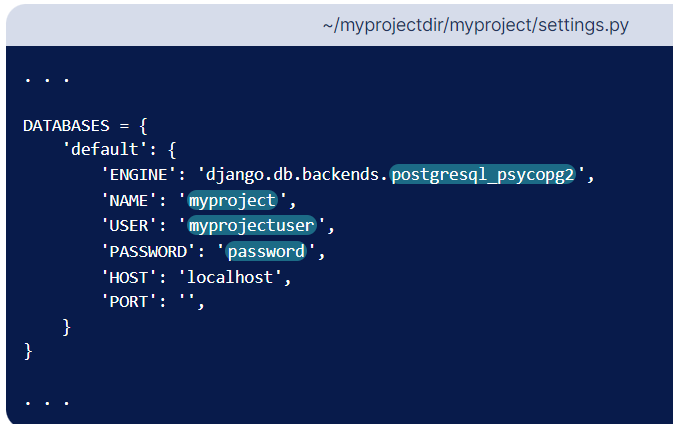 ~/myprojectdir/myproject/settings.py
. . .
DATABASES = {
    'default': {
        'ENGINE': 'django.db.backends.postgresql_psycopg2',
        'NAME': 'myproject',
        'USER': 'myprojectuser',
        'PASSWORD': 'password',
        'HOST': 'localhost',
        'PORT': '',
    }
}
. . .